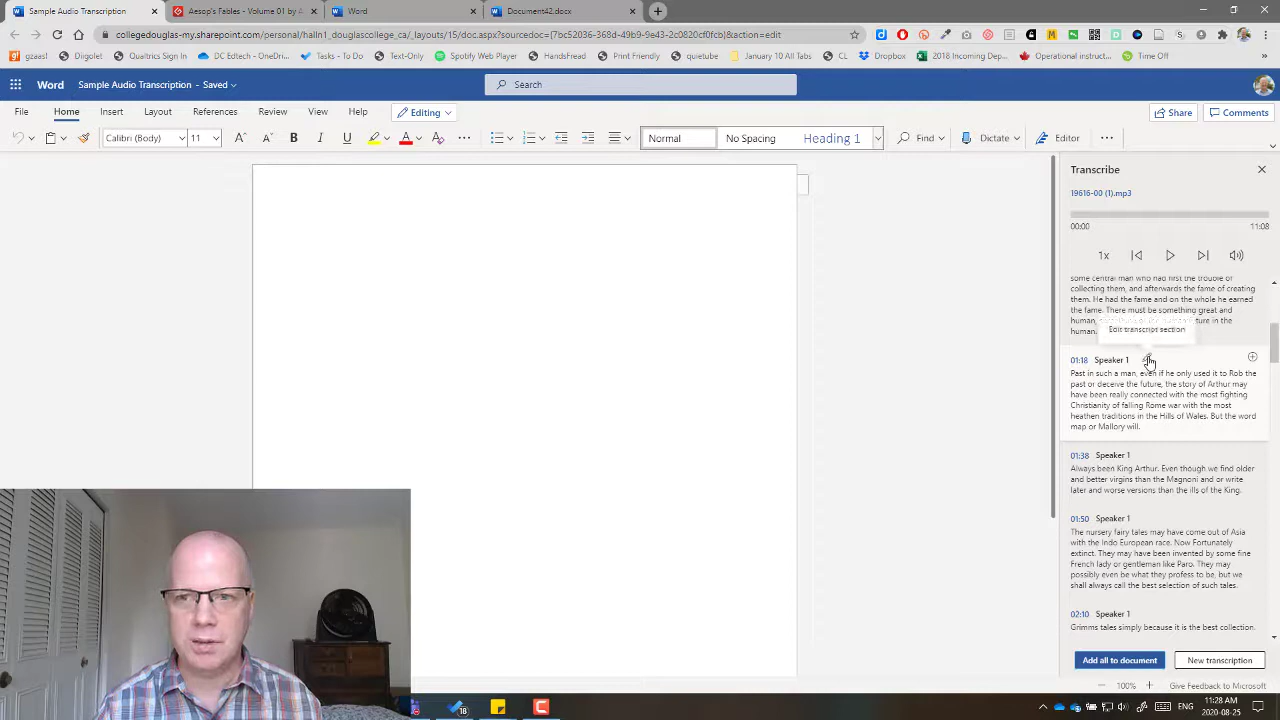 Sample Audio Transcription
Aesop's Fables - Volume 01 by A
Word
Document42.docx
collegedouglas-my.sharepoint.com/personal/halln1_douglascollege_ca/_layouts/15/doc.aspx?sourcedoc={7bc52036-368d-49b9-9e43-2c0820cf0fcb}&action=edit
gzaasl
Diigolet
Qualtrics Sign On
DC Edtech - OneDri
Tasks - To Do
Text-Only
Spotify Web Player
HandsFread
Print Friendly
quetube
January 10 All Tabs
CL
Dropbox
2018 Incoming Dep
Operational instruct
Time Off
Word
Sample Audio Transcription - Saved
Search
File
Home
Insert
Layout
References
Review
View
Help
Editing
Share
Comments
Calibri (Body)
11
B
I
U
A
Normal
No Spacing
Heading 1
Find
Dictate
Editor
Transcribe
19616-00 (1).mp3
00:00
11:08
1x
some central man who had first the trouble of
collecting them, and afterwards the fame of creating
them. He had the fame and on the whole he earned
the fame. There must be something great and
human,
ture in the
human.
Edit transcript section
01:18 Speaker 1
Past in such a man, even if he only used it to Rob the
past or deceive the future, the story of Arthur may
have been really connected with the most fighting
Christianity of falling Rome war with the most
heathen traditions in the Hills of Wales. But the word
map or Mallory will.
01:38 Speaker 1
Always been King Arthur. Even though we find older
and better virgins than the Magnoni and or write
later and worse versions than the ills of the King.
01:50 Speaker 1
The nursery fairy tales may have come out of Asia
with the Indo European race. Now Fortunately
extinct. They may have been invented by some fine
French lady or gentleman like Paro. They may
possibly even be what they profess to be, but we
shall always call the best selection of such tales.
02:10 Speaker 1
Grimms tales simply because it is the best collection.
Add all to document
New transcription
100%
Give Feedback to Microsoft
18
11:28 AM
2020-08-25